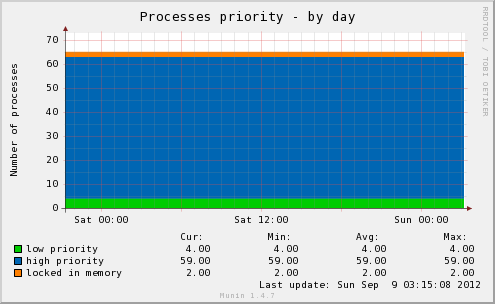 Processes priority - by day
RRDTOOL / TOBI OETIKER
Number of processes
70
60
50
40
30
20
10
0
Sat 00:00 Sat 12:00 Sun 00:00
Cur: Min: Avg: Max:
low priority 4.00 4.00 4.00 4.00
high priority 59.00 59.00 59.00 59.00
locked in memory 2.00 2.00 2.00 2.00
Last update: Sun Sep 9 03:15:08 2012
Munin 1.4.7